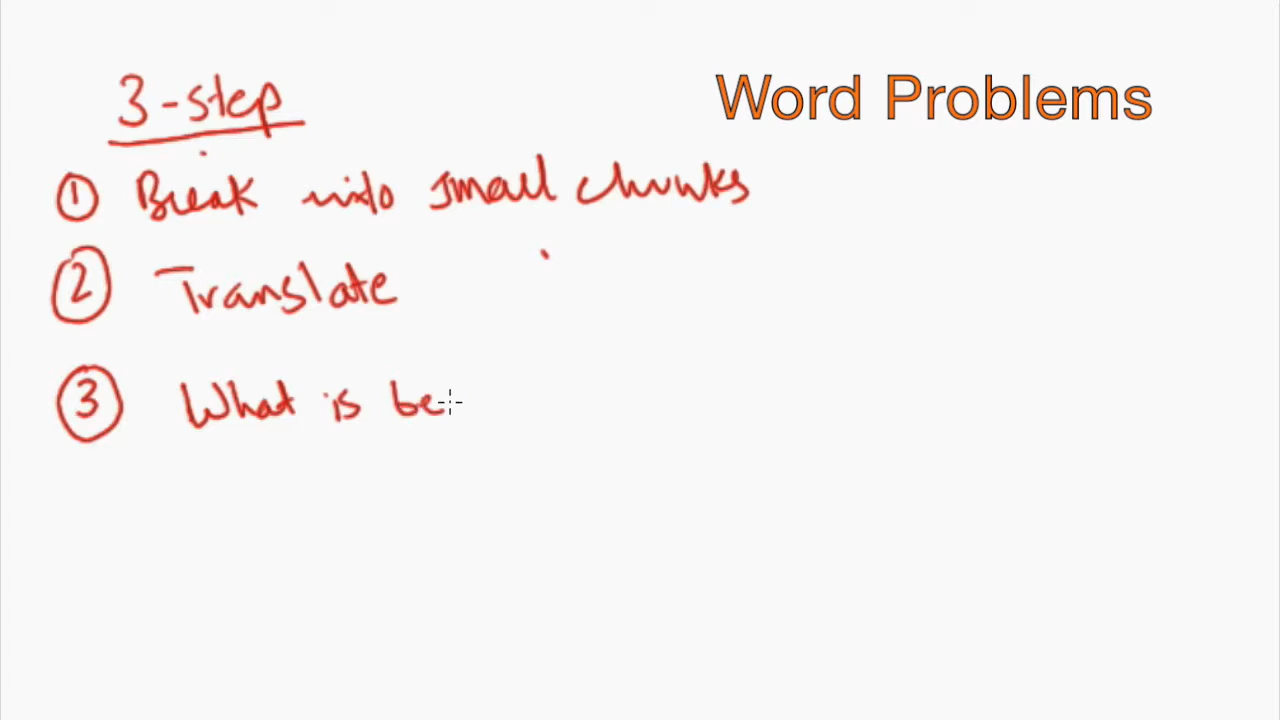 Word Problems
3-step
1 Break into small chunks
2 Translate
3 What is be